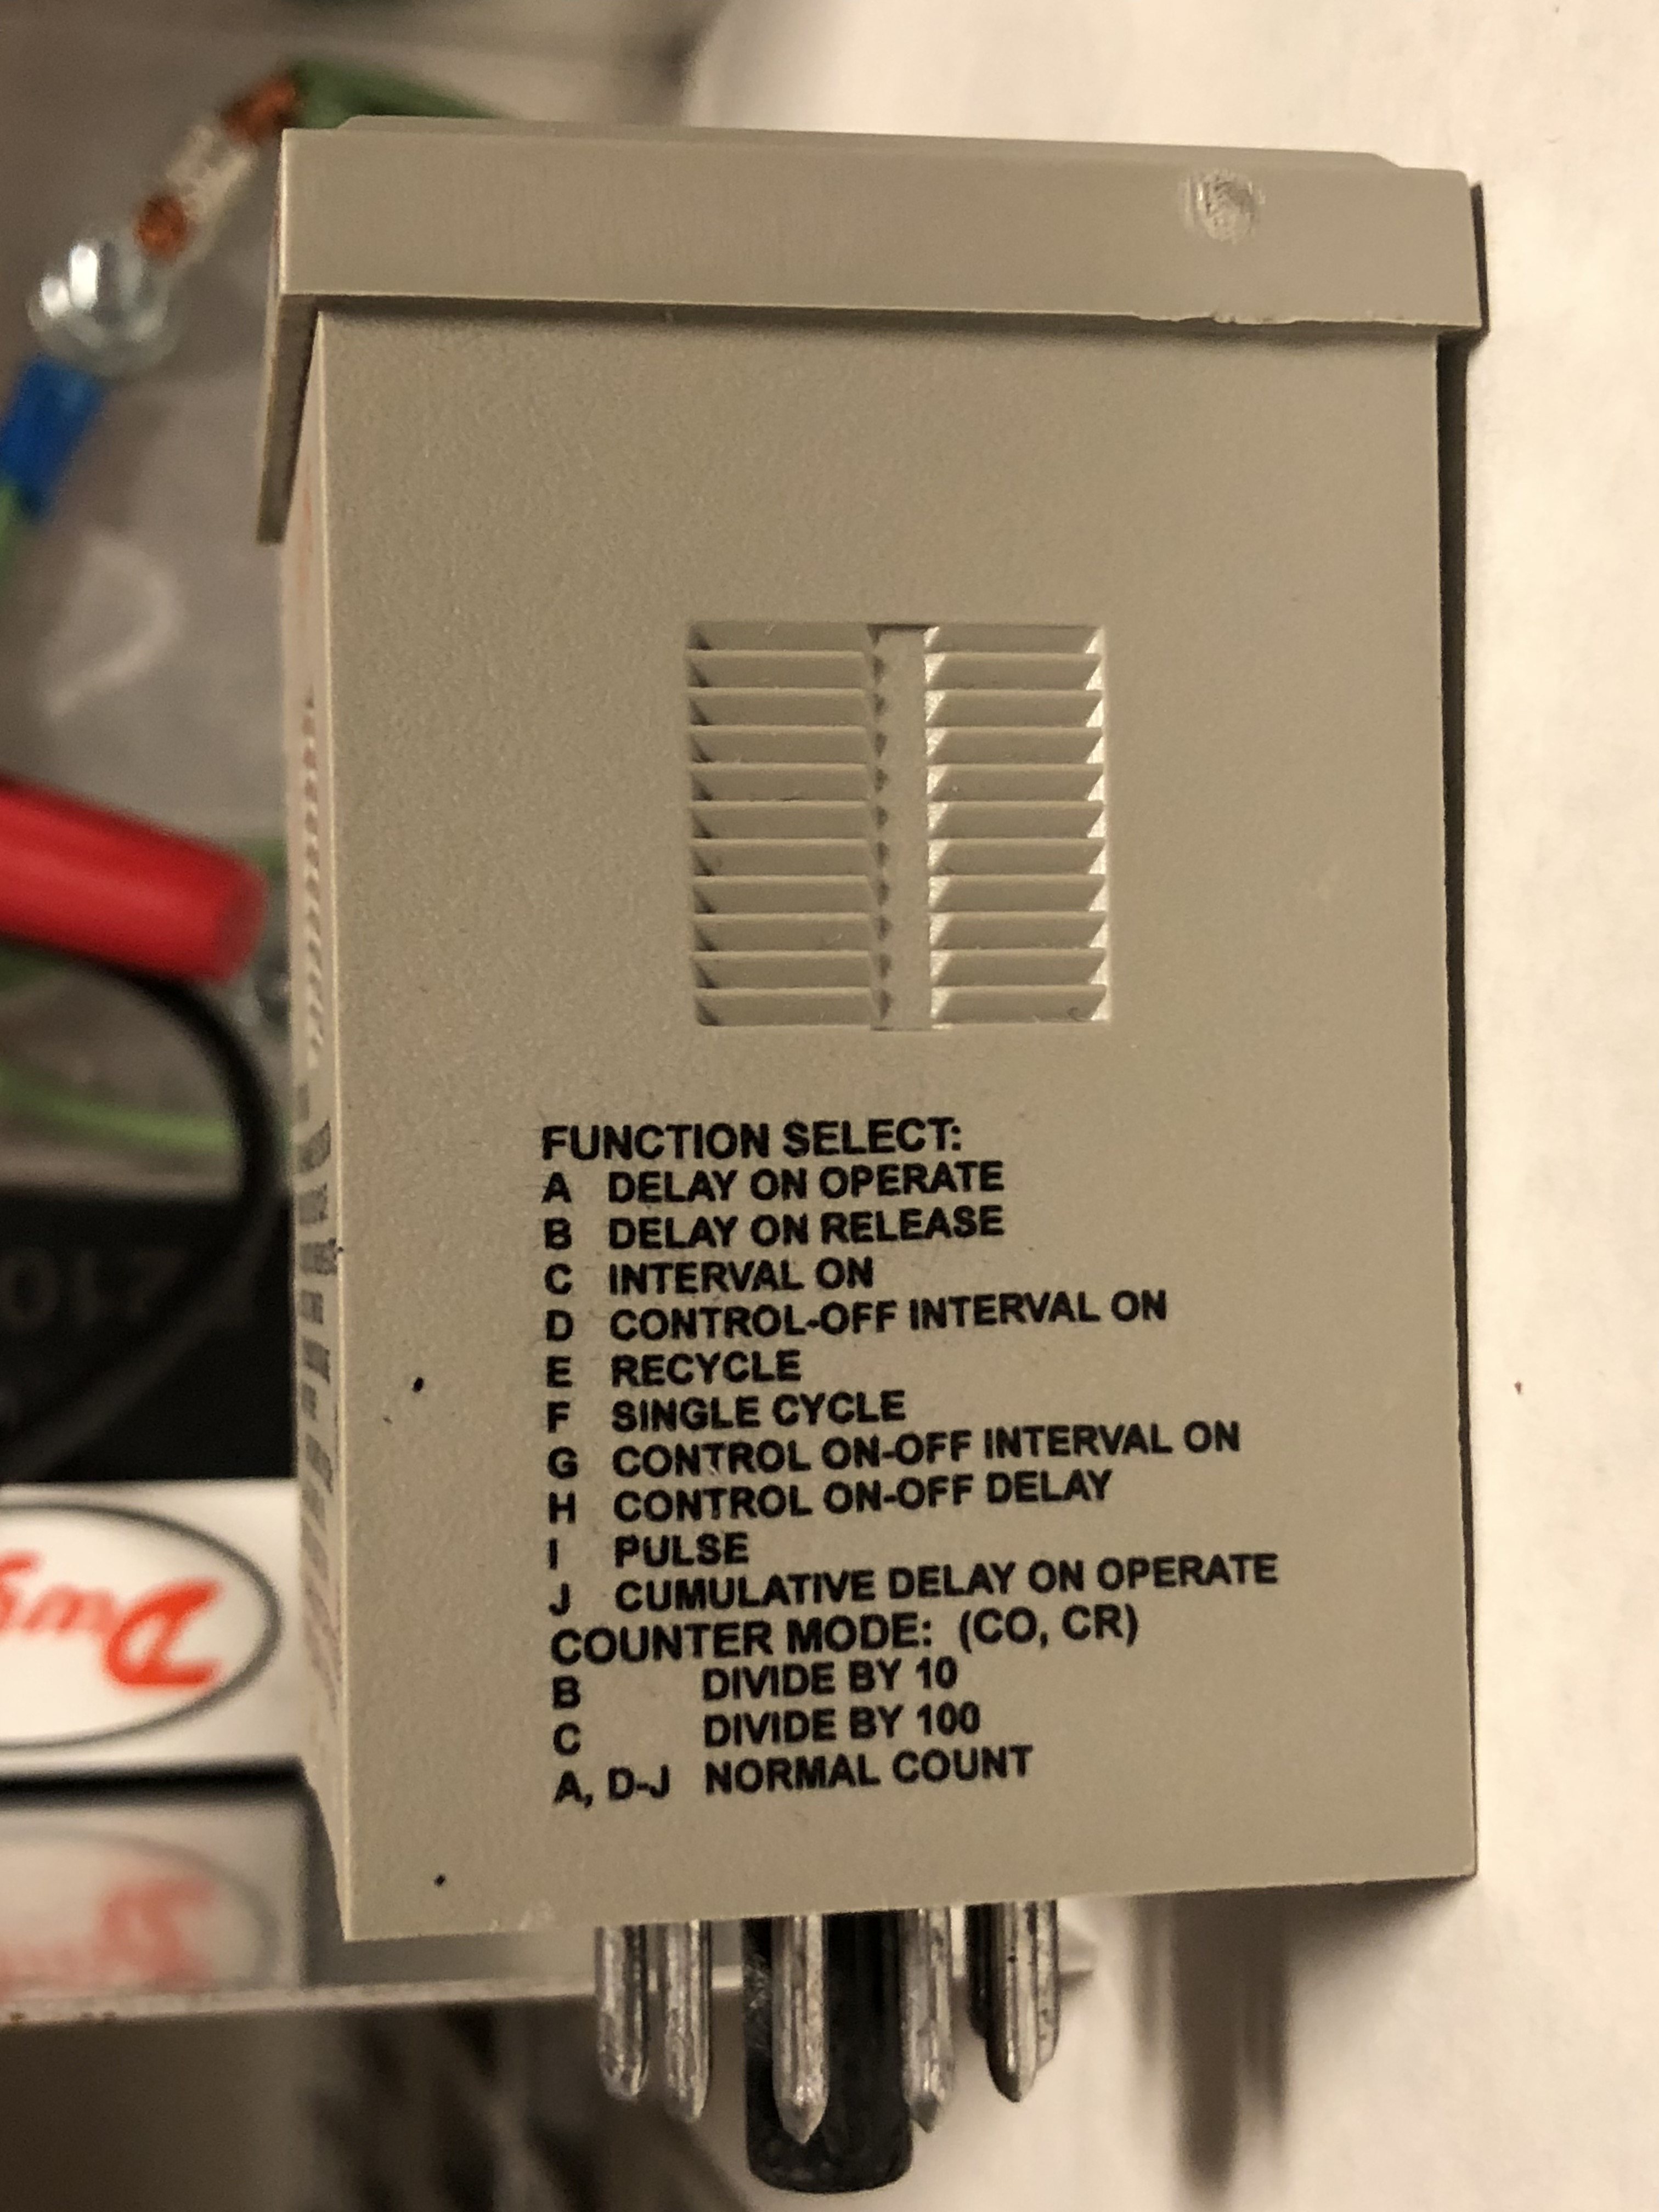 FUNCTION SELECT:
A DELAY ON OPERATE
B DELAY ON RELEASE
C INTERVAL ON
D CONTROL-OFF INTERVAL ON
E RECYCLE
F SINGLE CYCLE
G CONTROL ON-OFF INTERVAL ON
H CONTROL ON-OFF DELAY
I PULSE
J CUMULATIVE DELAY ON OPERATE
COUNTER MODE: (CO, CR)
B DIVIDE BY 10
C DIVIDE BY 100
A, D-J NORMAL COUNT